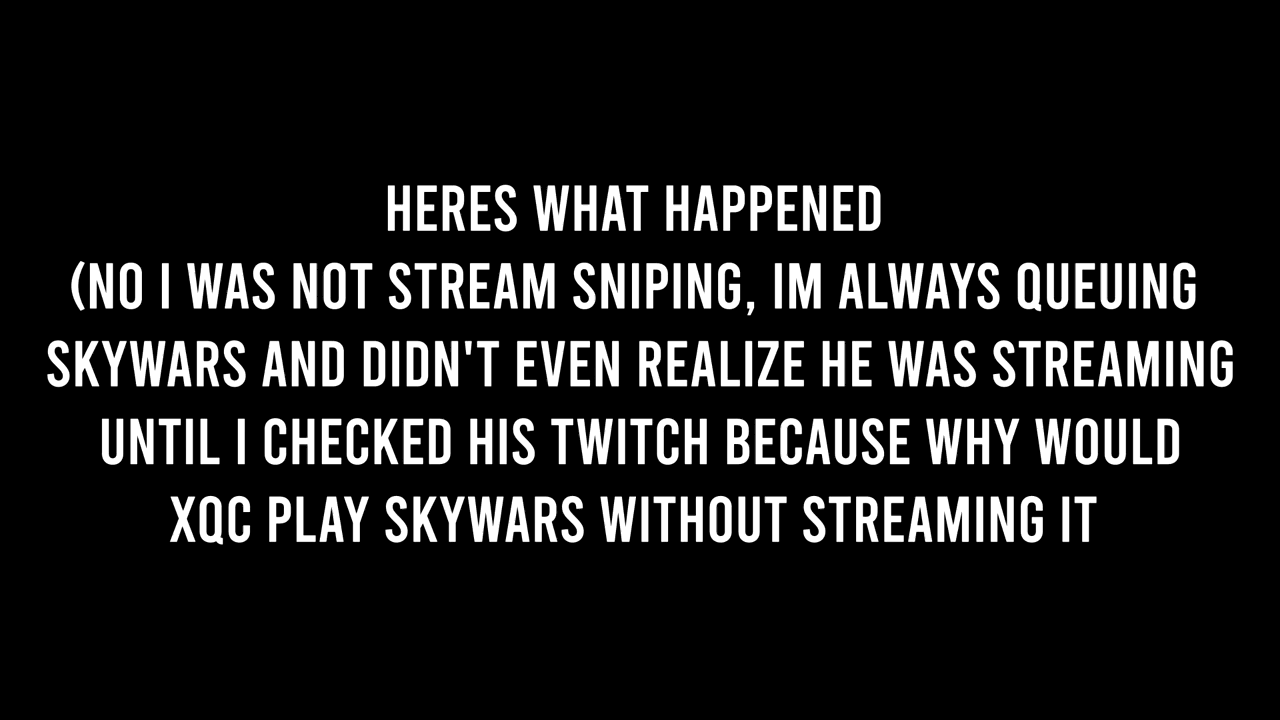 HERES WHAT HAPPENED
(NO I WAS NOT STREAM SNIPING, IM ALWAYS QUEUING
SKYWARS AND DIDN'T EVEN REALIZE HE WAS STREAMING
UNTIL I CHECKED HIS TWITCH BECAUSE WHY WOULD
XQC PLAY SKYWARS WITHOUT STREAMING IT